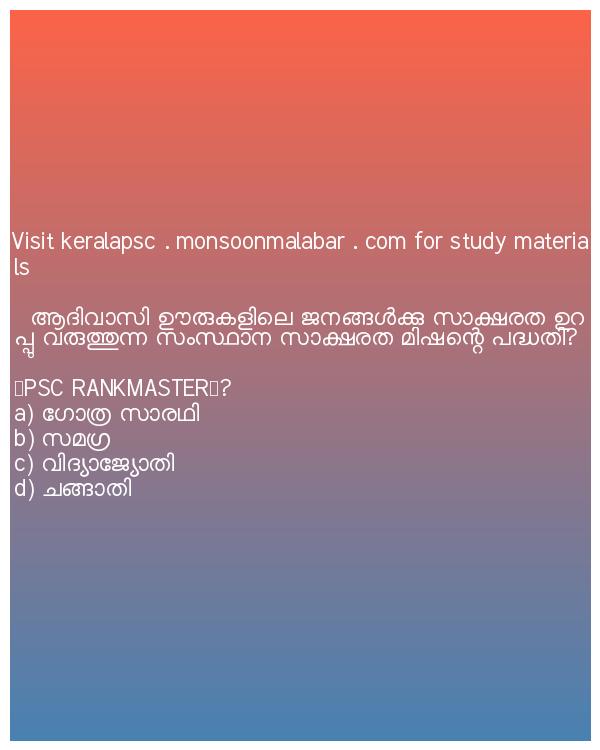 Visit keralapsc . monsoonmalabar . com for study materia
ls
ആദിവാസി ഊരുകളിലെ ജനങ്ങൾക്കു സാക്ഷരത ഉറ
പ്പു വരുത്തുന്ന സംസ്ഥാന സാക്ഷരത മിഷന്റെ പദ്ധതി?
▯PSC RANKMASTER▯?
a) ഗോത്ര സാരഥി
b) സമഗ്ര
c) വിദ്യാജ്യോതി
d) ചങ്ങാതി